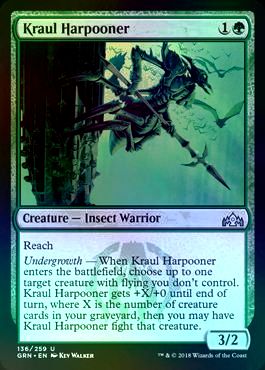 Kraul Harpooner 1
Creature — Insect Warrior
Reach
Undergrowth — When Kraul Harpooner
enters the battlefield, choose up to one
target creature with flying you don't control.
Kraul Harpooner gets +X/+0 until end of
turn, where X is the number of creature
cards in your graveyard, then you may have
Kraul Harpooner fight that creature.
3/2
136/259 U
GRN • EN Key Walker
™ & © 2018 Wizards of the Coast